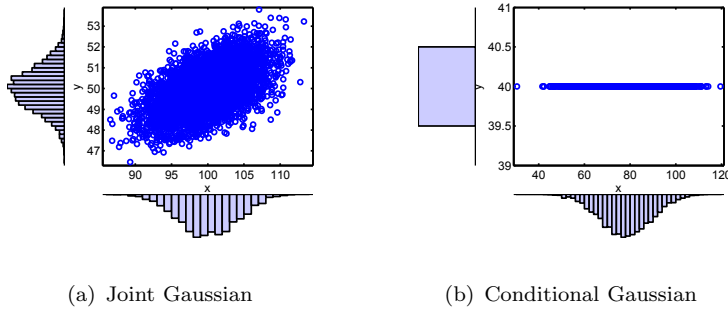 53
52
51
50
49
48
47
y
90 95 100 105 110
x
41
40.5
40
39.5
39
y
40 60 80 100 120
x
(a) Joint Gaussian
(b) Conditional Gaussian